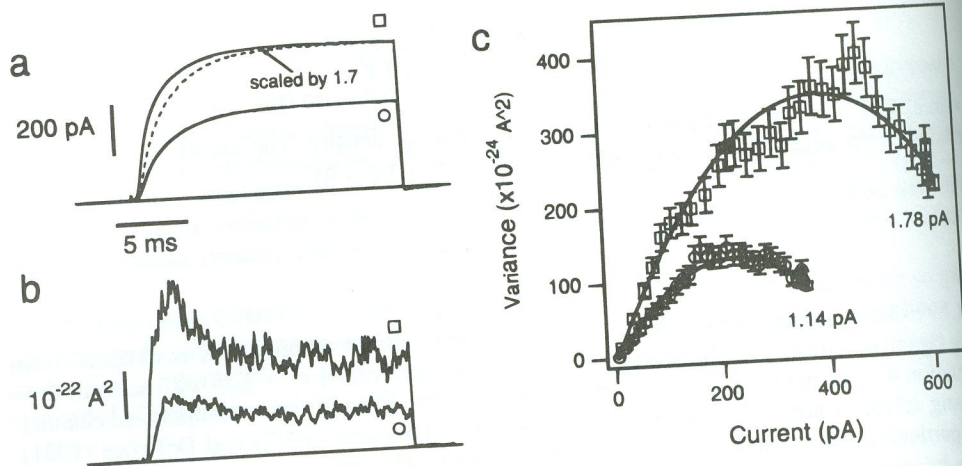 a
200 pA
scaled by 1.7
5 ms
b
10⁻²² A²
c
Variance (x10⁻²⁴ A^2)
400
300
200
100
0
1.78 pA
1.14 pA
0
200
400
600
Current (pA)